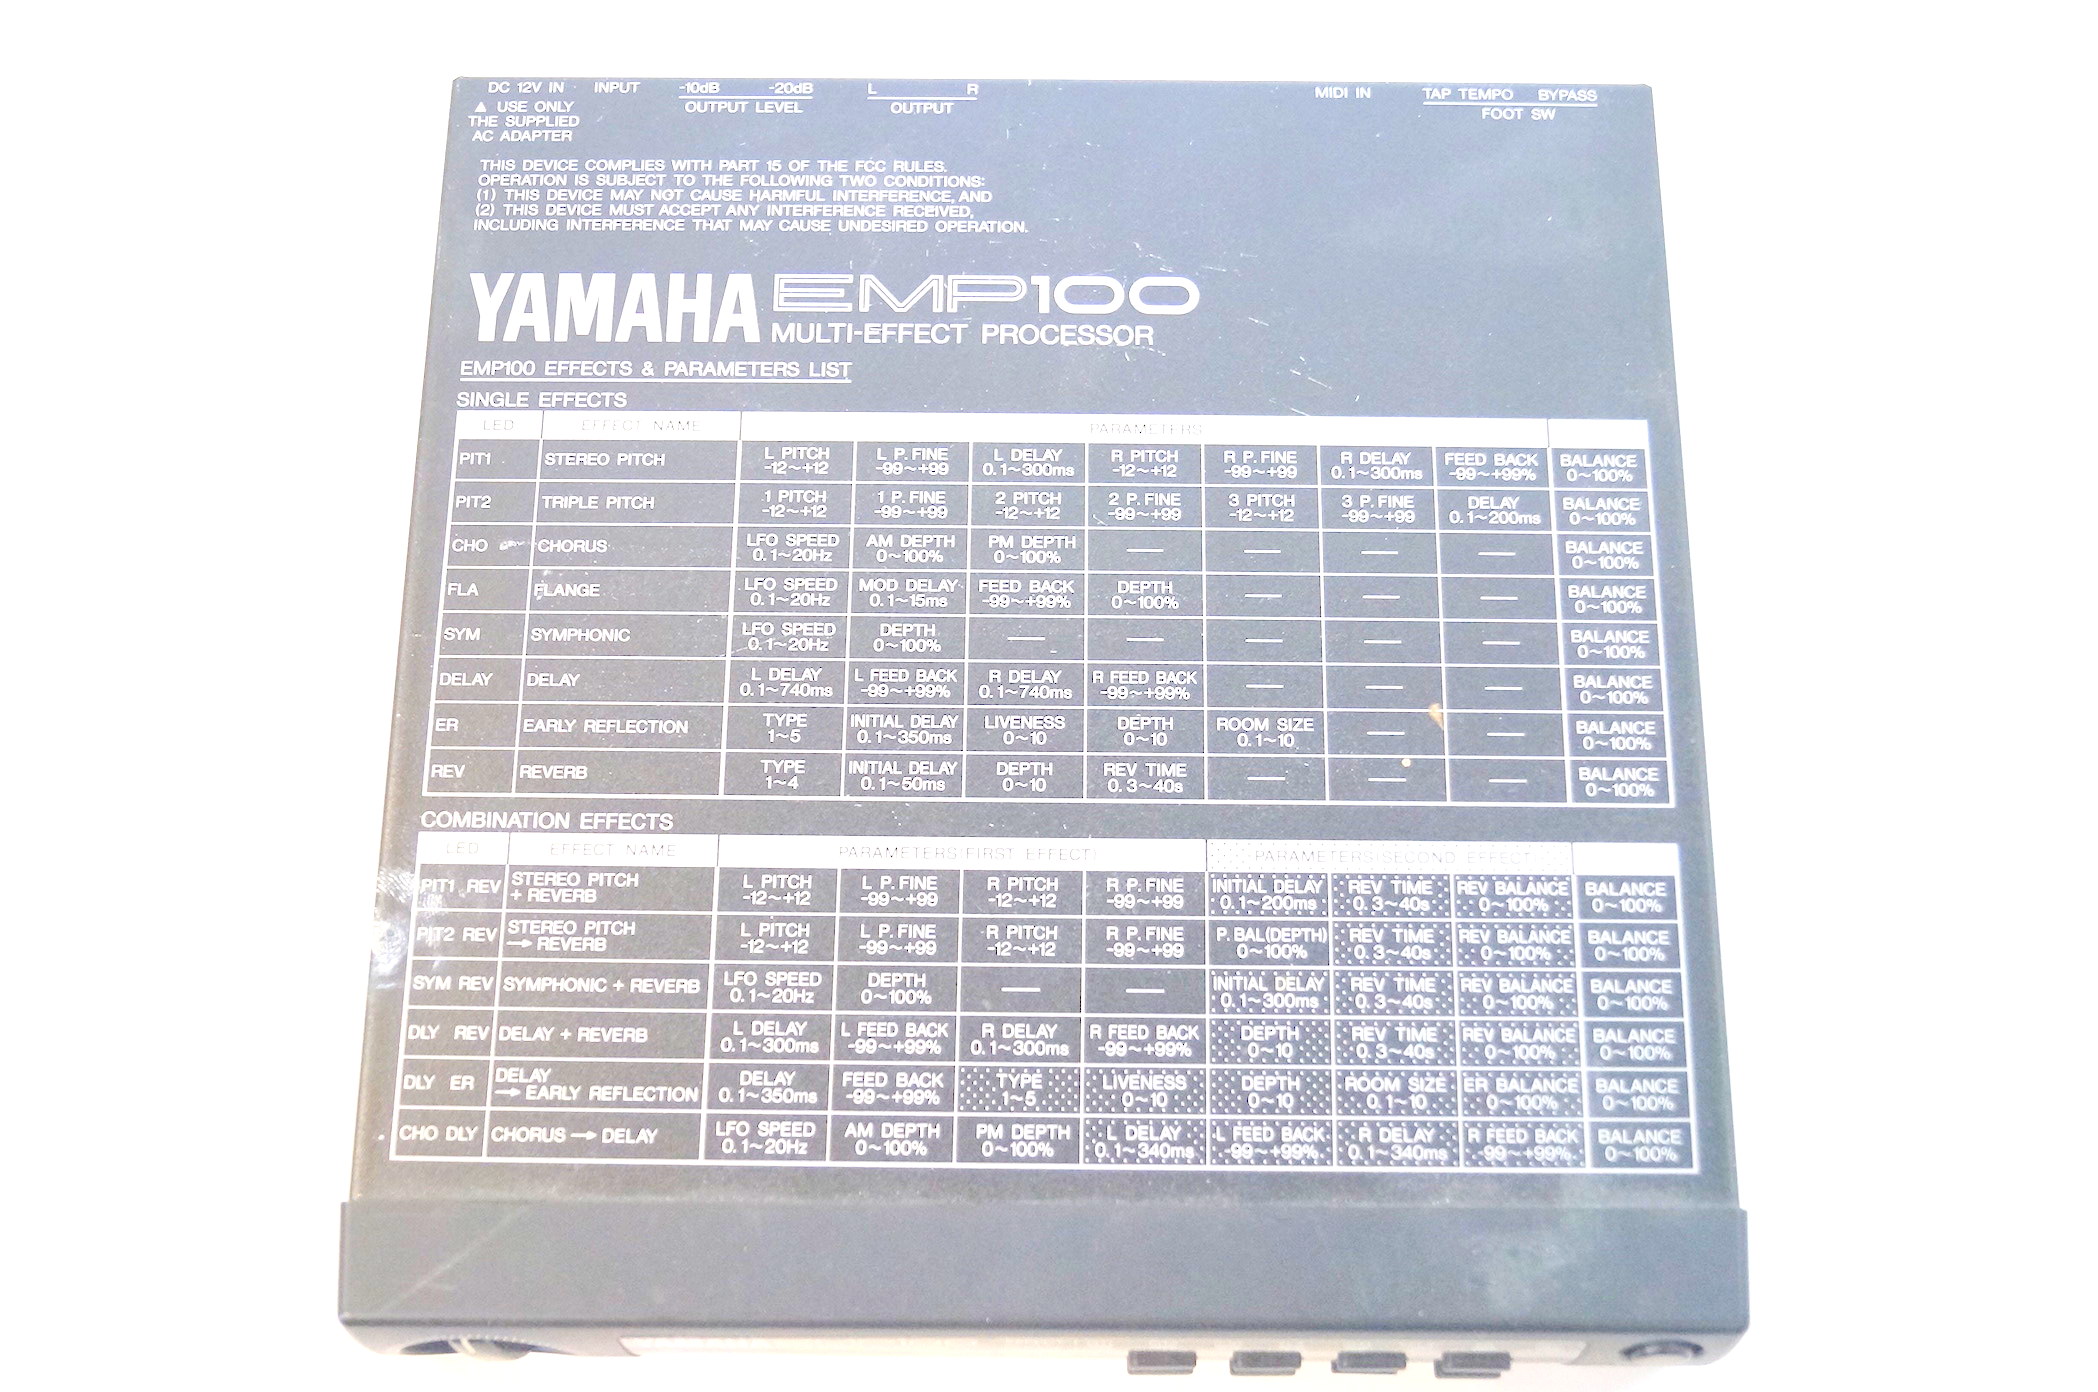 DC 12V IN INPUT -10dB -20dB L R MIDI IN TAP TEMPO BYPASS
▲ USE ONLY OUTPUT LEVEL OUTPUT FOOT SW
THE SUPPLIED
AC ADAPTER
THIS DEVICE COMPLIES WITH PART 15 OF THE FCC RULES.
OPERATION IS SUBJECT TO THE FOLLOWING TWO CONDITIONS:
(1) THIS DEVICE MAY NOT CAUSE HARMFUL INTERFERENCE, AND
(2) THIS DEVICE MUST ACCEPT ANY INTERFERENCE RECEIVED,
INCLUDING INTERFERENCE THAT MAY CAUSE UNDESIRED OPERATION.
YAMAHA EMP100
MULTI-EFFECT PROCESSOR
EMP100 EFFECTS & PARAMETERS LIST
SINGLE EFFECTS
LED EFFECT NAME PARAMETERS
PIT1 STEREO PITCH L PITCH L P. FINE L DELAY R PITCH R P. FINE R DELAY FEED BACK BALANCE
-12~+12 -99~+99 0.1~300ms -12~+12 -99~+99 0.1~300ms -99~+99% 0~100%
PIT2 TRIPLE PITCH 1 PITCH 1 P. FINE 2 PITCH 2 P. FINE 3 PITCH 3 P. FINE DELAY BALANCE
-12~+12 -99~+99 -12~+12 -99~+99 -12~+12 -99~+99 0.1~200ms 0~100%
CHO CHORUS LFO SPEED AM DEPTH PM DEPTH — — — — BALANCE
0.1~20Hz 0~100% 0~100% 0~100%
FLA FLANGE LFO SPEED MOD DELAY FEED BACK DEPTH — — — BALANCE
0.1~20Hz 0.1~15ms -99~+99% 0~100% 0~100%
SYM SYMPHONIC LFO SPEED DEPTH — — — — — BALANCE
0.1~20Hz 0~100% 0~100%
DELAY DELAY L DELAY L FEED BACK R DELAY R FEED BACK — — — BALANCE
0.1~740ms -99~+99% 0.1~740ms -99~+99% 0~100%
ER EARLY REFLECTION TYPE INITIAL DELAY LIVENESS DEPTH ROOM SIZE — — BALANCE
1~5 0.1~350ms 0~10 0~10 0.1~10 0~100%
REV REVERB TYPE INITIAL DELAY DEPTH REV TIME — — — BALANCE
1~4 0.1~50ms 0~10 0.3~40s 0~100%
COMBINATION EFFECTS
LED EFFECT NAME PARAMETERS(FIRST EFFECT) PARAMETERS(SECOND EFFECT)
PIT1 REV STEREO PITCH L PITCH L P. FINE R PITCH R P. FINE INITIAL DELAY REV TIME REV BALANCE BALANCE
+ REVERB -12~+12 -99~+99 -12~+12 -99~+99 0.1~200ms 0.3~40s 0~100% 0~100%
PIT2 REV STEREO PITCH L PITCH L P. FINE R PITCH R P. FINE P. BAL(DEPTH) REV TIME REV BALANCE BALANCE
→ REVERB -12~+12 -99~+99 -12~+12 -99~+99 0~100% 0.3~40s 0~100% 0~100%
SYM REV SYMPHONIC + REVERB LFO SPEED DEPTH — — INITIAL DELAY REV TIME REV BALANCE BALANCE
0.1~20Hz 0~100% 0.1~300ms 0.3~40s 0~100% 0~100%
DLY REV DELAY + REVERB L DELAY L FEED BACK R DELAY R FEED BACK DEPTH REV TIME REV BALANCE BALANCE
0.1~300ms -99~+99% 0.1~300ms -99~+99% 0~10 0.3~40s 0~100% 0~100%
DLY ER DELAY DELAY FEED BACK TYPE LIVENESS DEPTH ROOM SIZE ER BALANCE BALANCE
→ EARLY REFLECTION 0.1~350ms -99~+99% 1~5 0~10 0~10 0.1~10 0~100% 0~100%
CHO DLY CHORUS → DELAY LFO SPEED AM DEPTH PM DEPTH L DELAY L FEED BACK R DELAY R FEED BACK BALANCE
0.1~20Hz 0~100% 0~100% 0.1~340ms -99~+99% 0.1~340ms -99~+99% 0~100%